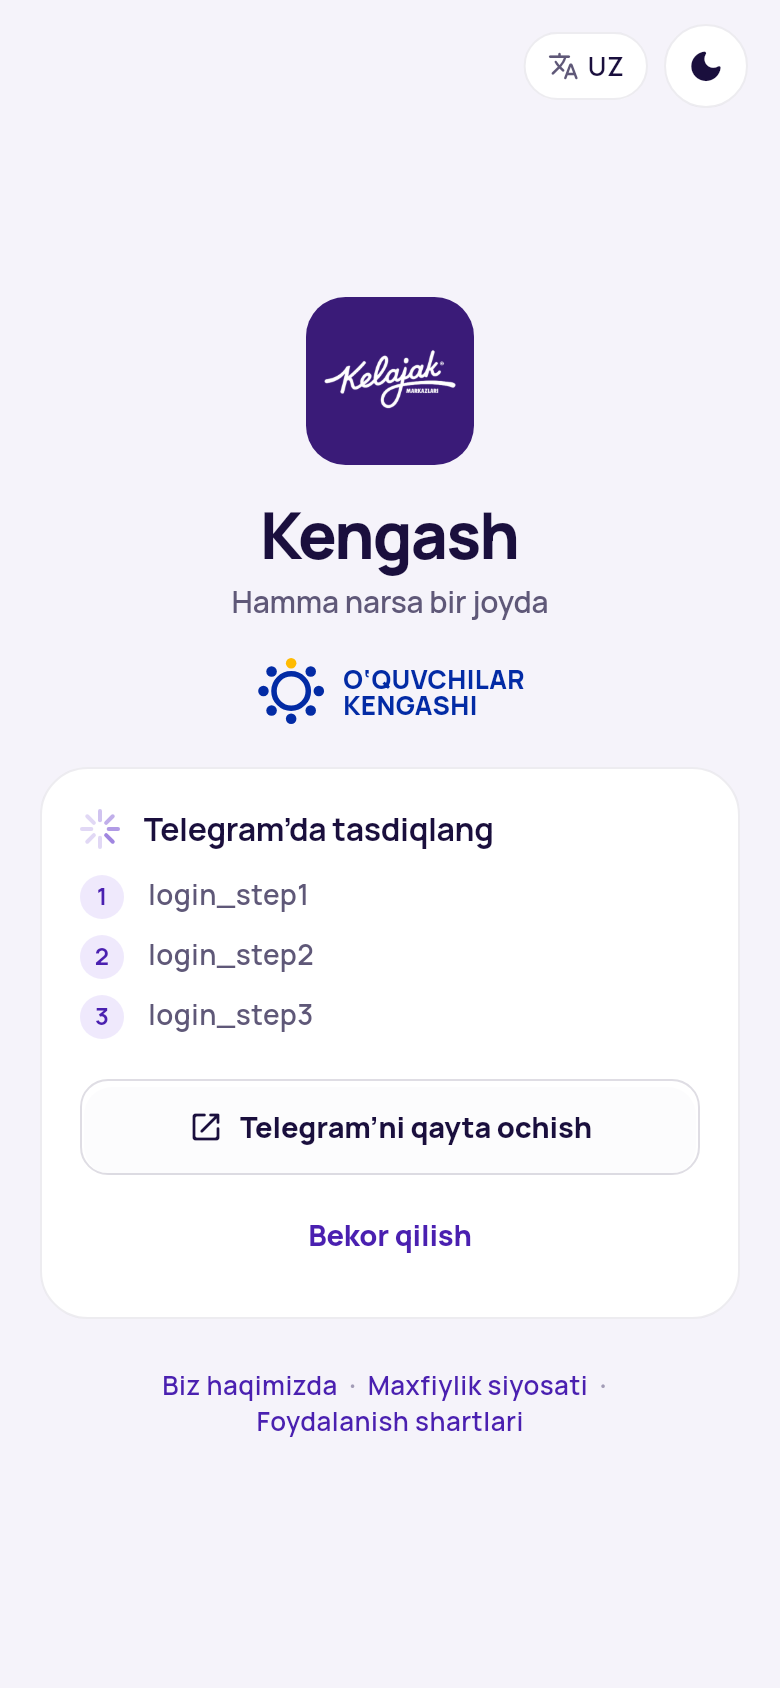 UZ
Kelajak
MARKAZLARI
Kengash
Hamma narsa bir joyda
O‘QUVCHILAR
KENGASHI
Telegram’da tasdiqlang
1 login_step1
2 login_step2
3 login_step3
Telegram’ni qayta ochish
Bekor qilish
Biz haqimizda · Maxfiylik siyosati ·
Foydalanish shartlari